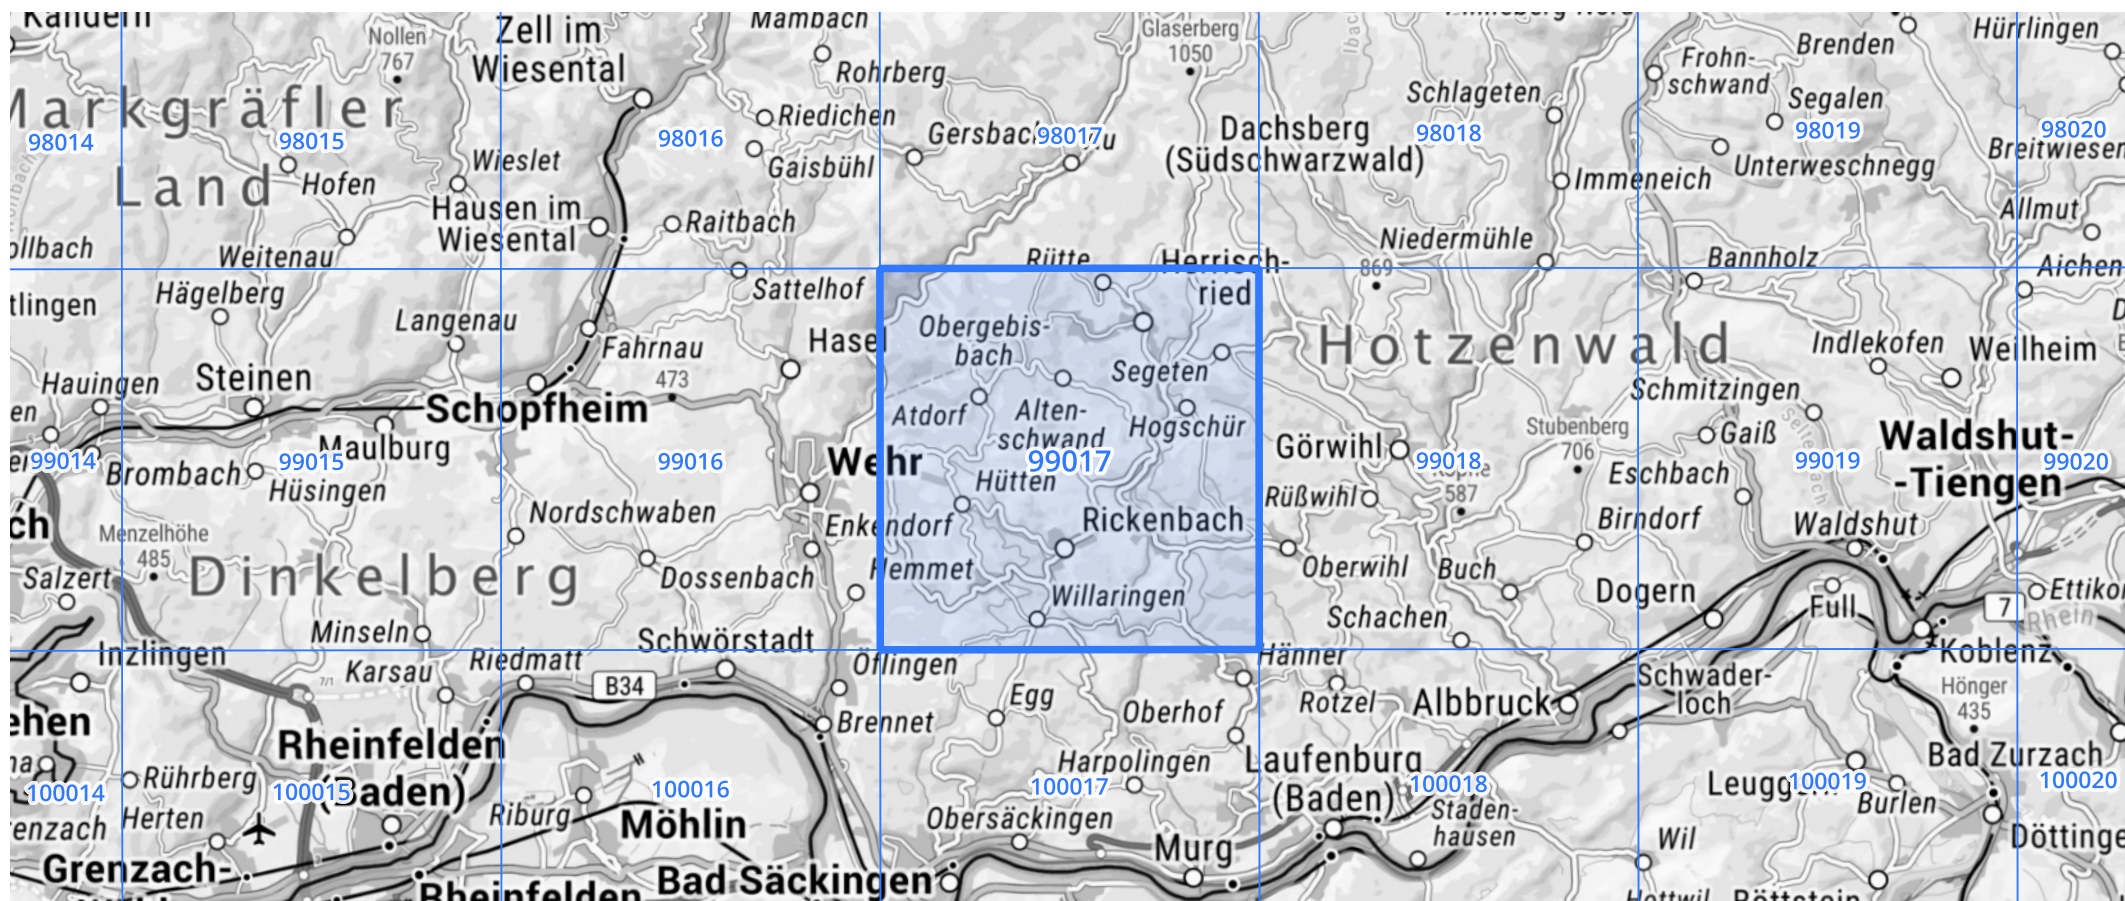 Kandern
Nollen
767
Zell im
Wiesental
Mambach
Rohrberg
Glaserberg
1050
Frohn-
schwand
Brenden
Hürrlingen
Markgräfler
Land
98014
98015
Hofen
Wieslet
98016
Riedichen
Gaisbühl
Gersbach
98017
Au
Dachsberg
(Südschwarzwald)
Schlageten
98018
Immeneich
Segalen
98019
Unterweschnegg
98020
Breitwiesen
Hausen im
Wiesental
Raitbach
Weitenau
ollbach
Niedermühle
869
Allmut
Bannholz
Aichen
tlingen
Hägelberg
Langenau
Sattelhof
Rütte
Herrisch-
ried
Fahrnau
Hasel
Obergebis-
bach
Segeten
Hotzenwald
Indlekofen
Weilheim
Hauingen
Steinen
473
Schopfheim
Atdorf
Alten-
schwand
Hogschür
Schmitzingen
en
Maulburg
Stubenberg
706
Gaiß
Waldshut-
-Tiengen
99014
Brombach
99015
Hüsingen
99016
Wehr
99017
Görwihl
99018
99019
99020
Hütten
Rüßwihl
587
Eschbach
ch
Menzelhöhe
485
Nordschwaben
Enkendorf
Rickenbach
Birndorf
Waldshut
Salzert
Dinkelberg
Dossenbach
Hemmet
Willaringen
Oberwihl
Buch
Dogern
Full
7
Rhein
Minseln
Schwörstadt
Schachen
Koblenz
Inzlingen
Karsau
Riedmatt
B34
Öflingen
Hänner
Egg
Oberhof
Rotzel
Albbruck
Schwader-
loch
Hönger
435
ehen
Rheinfelden
(Baden)
Brennet
Harpolingen
Laufenburg
(Baden)
Bad Zurzach
100014
Rührberg
100015
100016
100017
100018
100019
100020
Leugg
Burlen
Herten
Riburg
Möhlin
Obersäckingen
Murg
Staden-
hausen
Wil
Döttinge
Grenzach-
Rheinfelden
Bad Säckingen
Hettwil
Böttstein